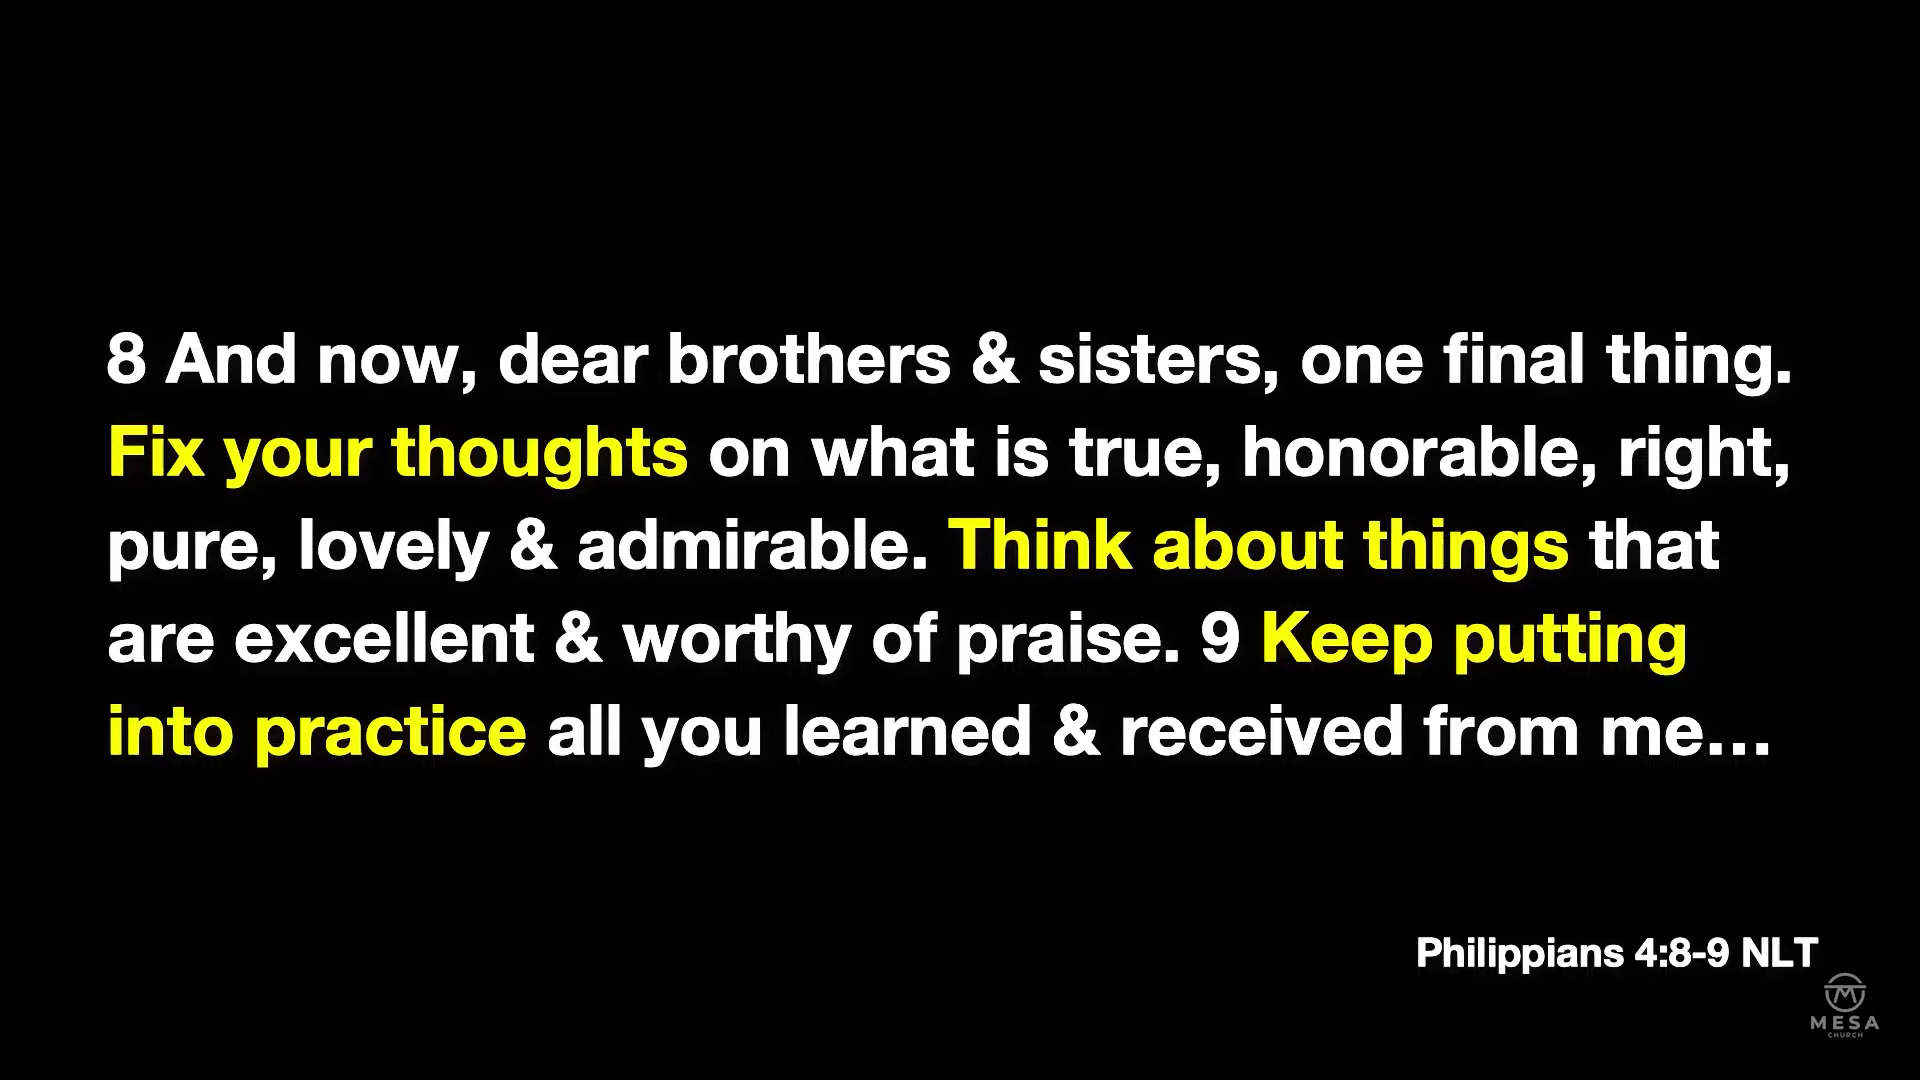 8 And now, dear brothers & sisters, one final thing.
Fix your thoughts on what is true, honorable, right,
pure, lovely & admirable. Think about things that
are excellent & worthy of praise. 9 Keep putting
into practice all you learned & received from me...
Philippians 4:8-9 NLT
MESA
CHURCH